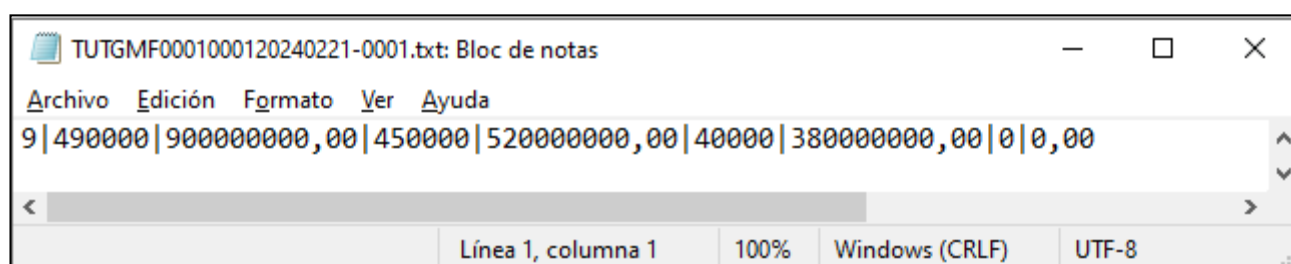 TUTGMF0001000120240221-0001.txt: Bloc de notas
Archivo Edición Formato Ver Ayuda
9|490000|900000000,00|450000|520000000,00|40000|380000000,00|0|0,00
Línea 1, columna 1 100% Windows (CRLF) UTF-8